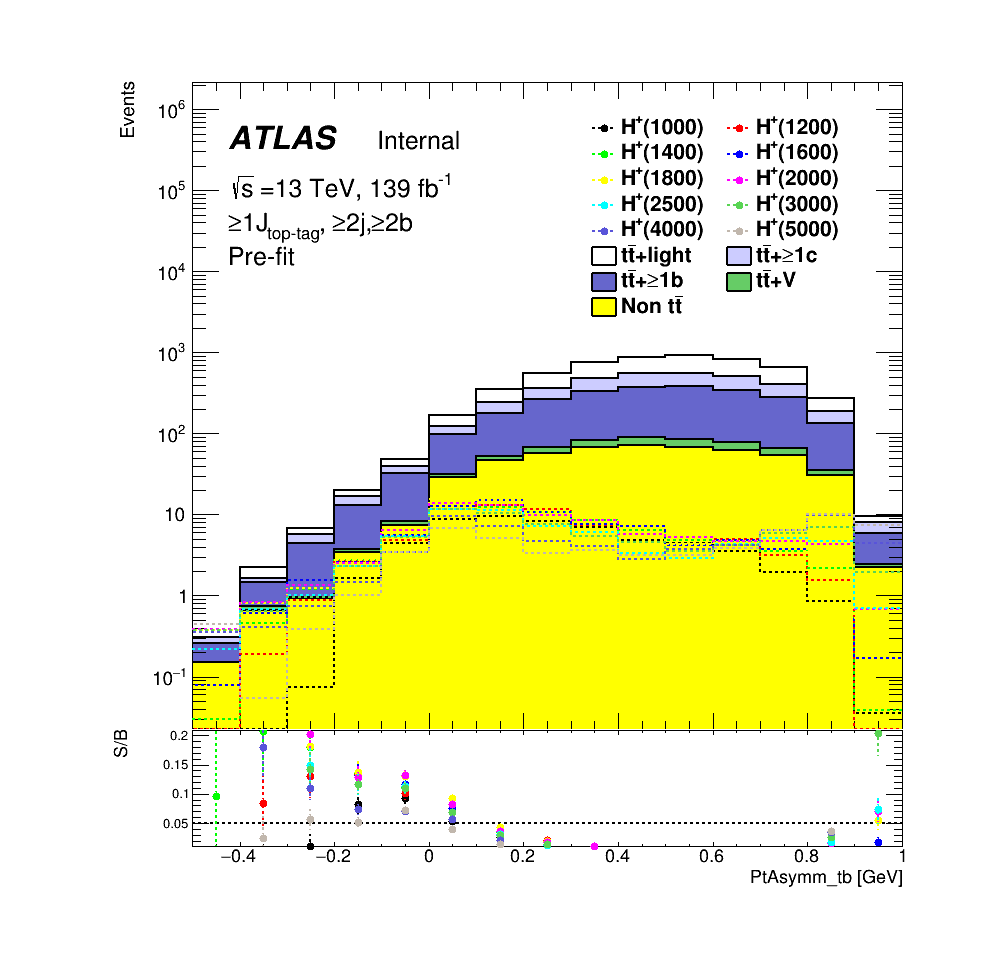 Events
10^6
10^5
10^4
10^3
10^2
10
1
10^-1
ATLAS Internal
√s =13 TeV, 139 fb^-1
≥1J_top-tag, ≥2j,≥2b
Pre-fit
H^+(1000) H^+(1200)
H^+(1400) H^+(1600)
H^+(1800) H^+(2000)
H^+(2500) H^+(3000)
H^+(4000) H^+(5000)
tt̄+light tt̄+≥1c
tt̄+≥1b tt̄+V
Non tt̄
S/B
0.2
0.15
0.1
0.05
−0.4 −0.2 0 0.2 0.4 0.6 0.8 1
PtAsymm_tb [GeV]